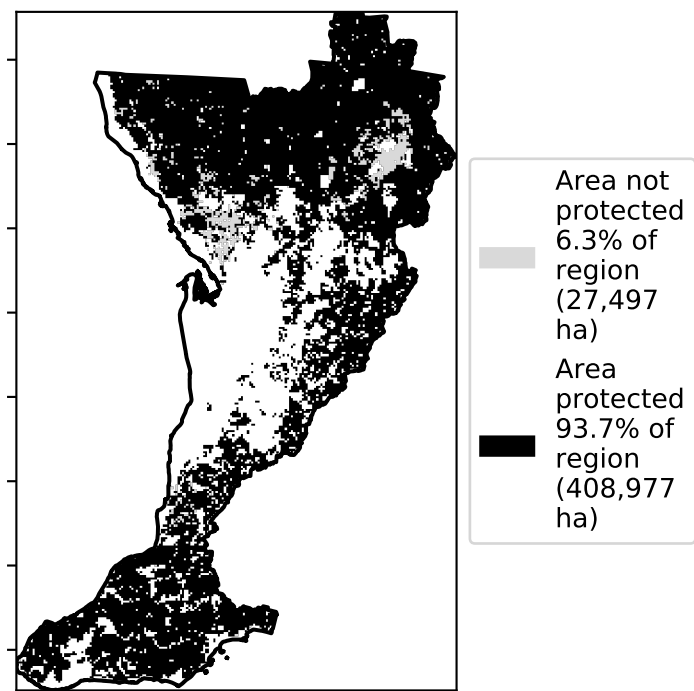 Area not
protected
6.3% of
region
(27,497
ha)
Area
protected
93.7% of
region
(408,977
ha)